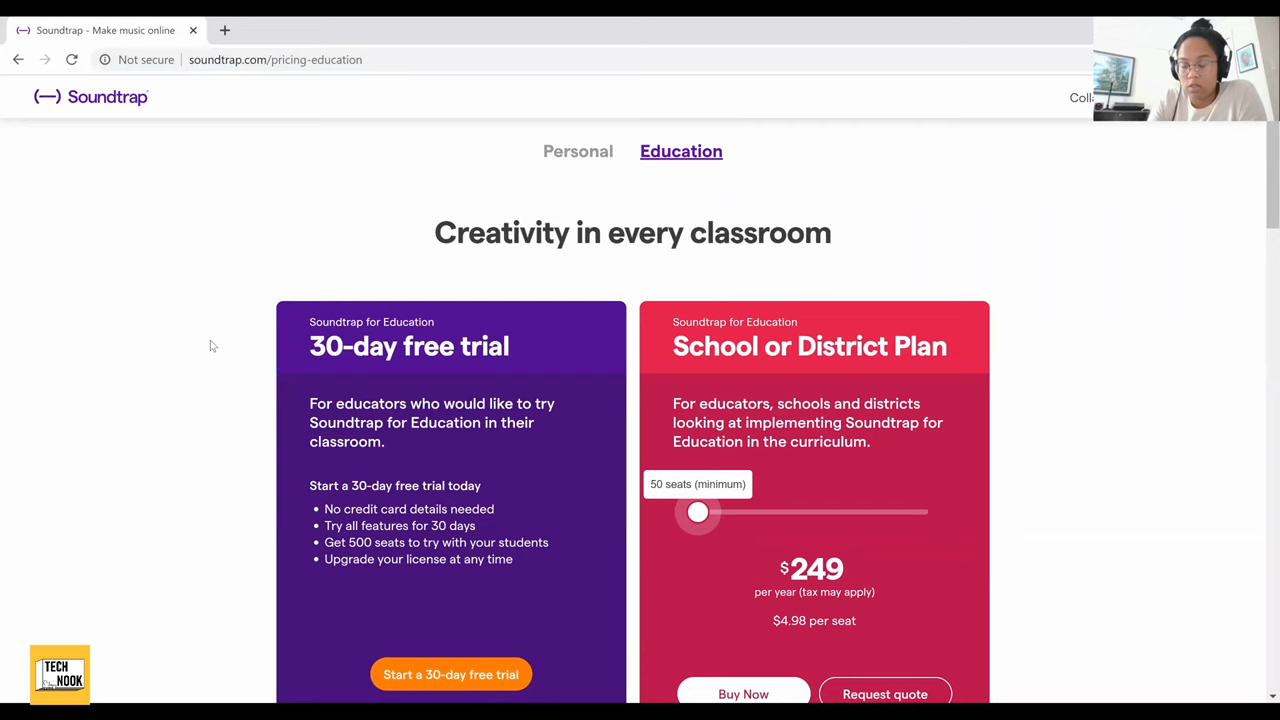 Soundtrap - Make music online
Not secure
soundtrap.com/pricing-education
Soundtrap
Personal
Education
Creativity in every classroom
Soundtrap for Education
30-day free trial
For educators who would like to try
Soundtrap for Education in their
classroom.
Start a 30-day free trial today
• No credit card details needed
• Try all features for 30 days
• Get 500 seats to try with your students
• Upgrade your license at any time
Start a 30-day free trial
Soundtrap for Education
School or District Plan
For educators, schools and districts
looking at implementing Soundtrap for
Education in the curriculum.
50 seats (minimum)
$249
per year (tax may apply)
$4.98 per seat
Buy Now
Request quote
TECH
NOOK